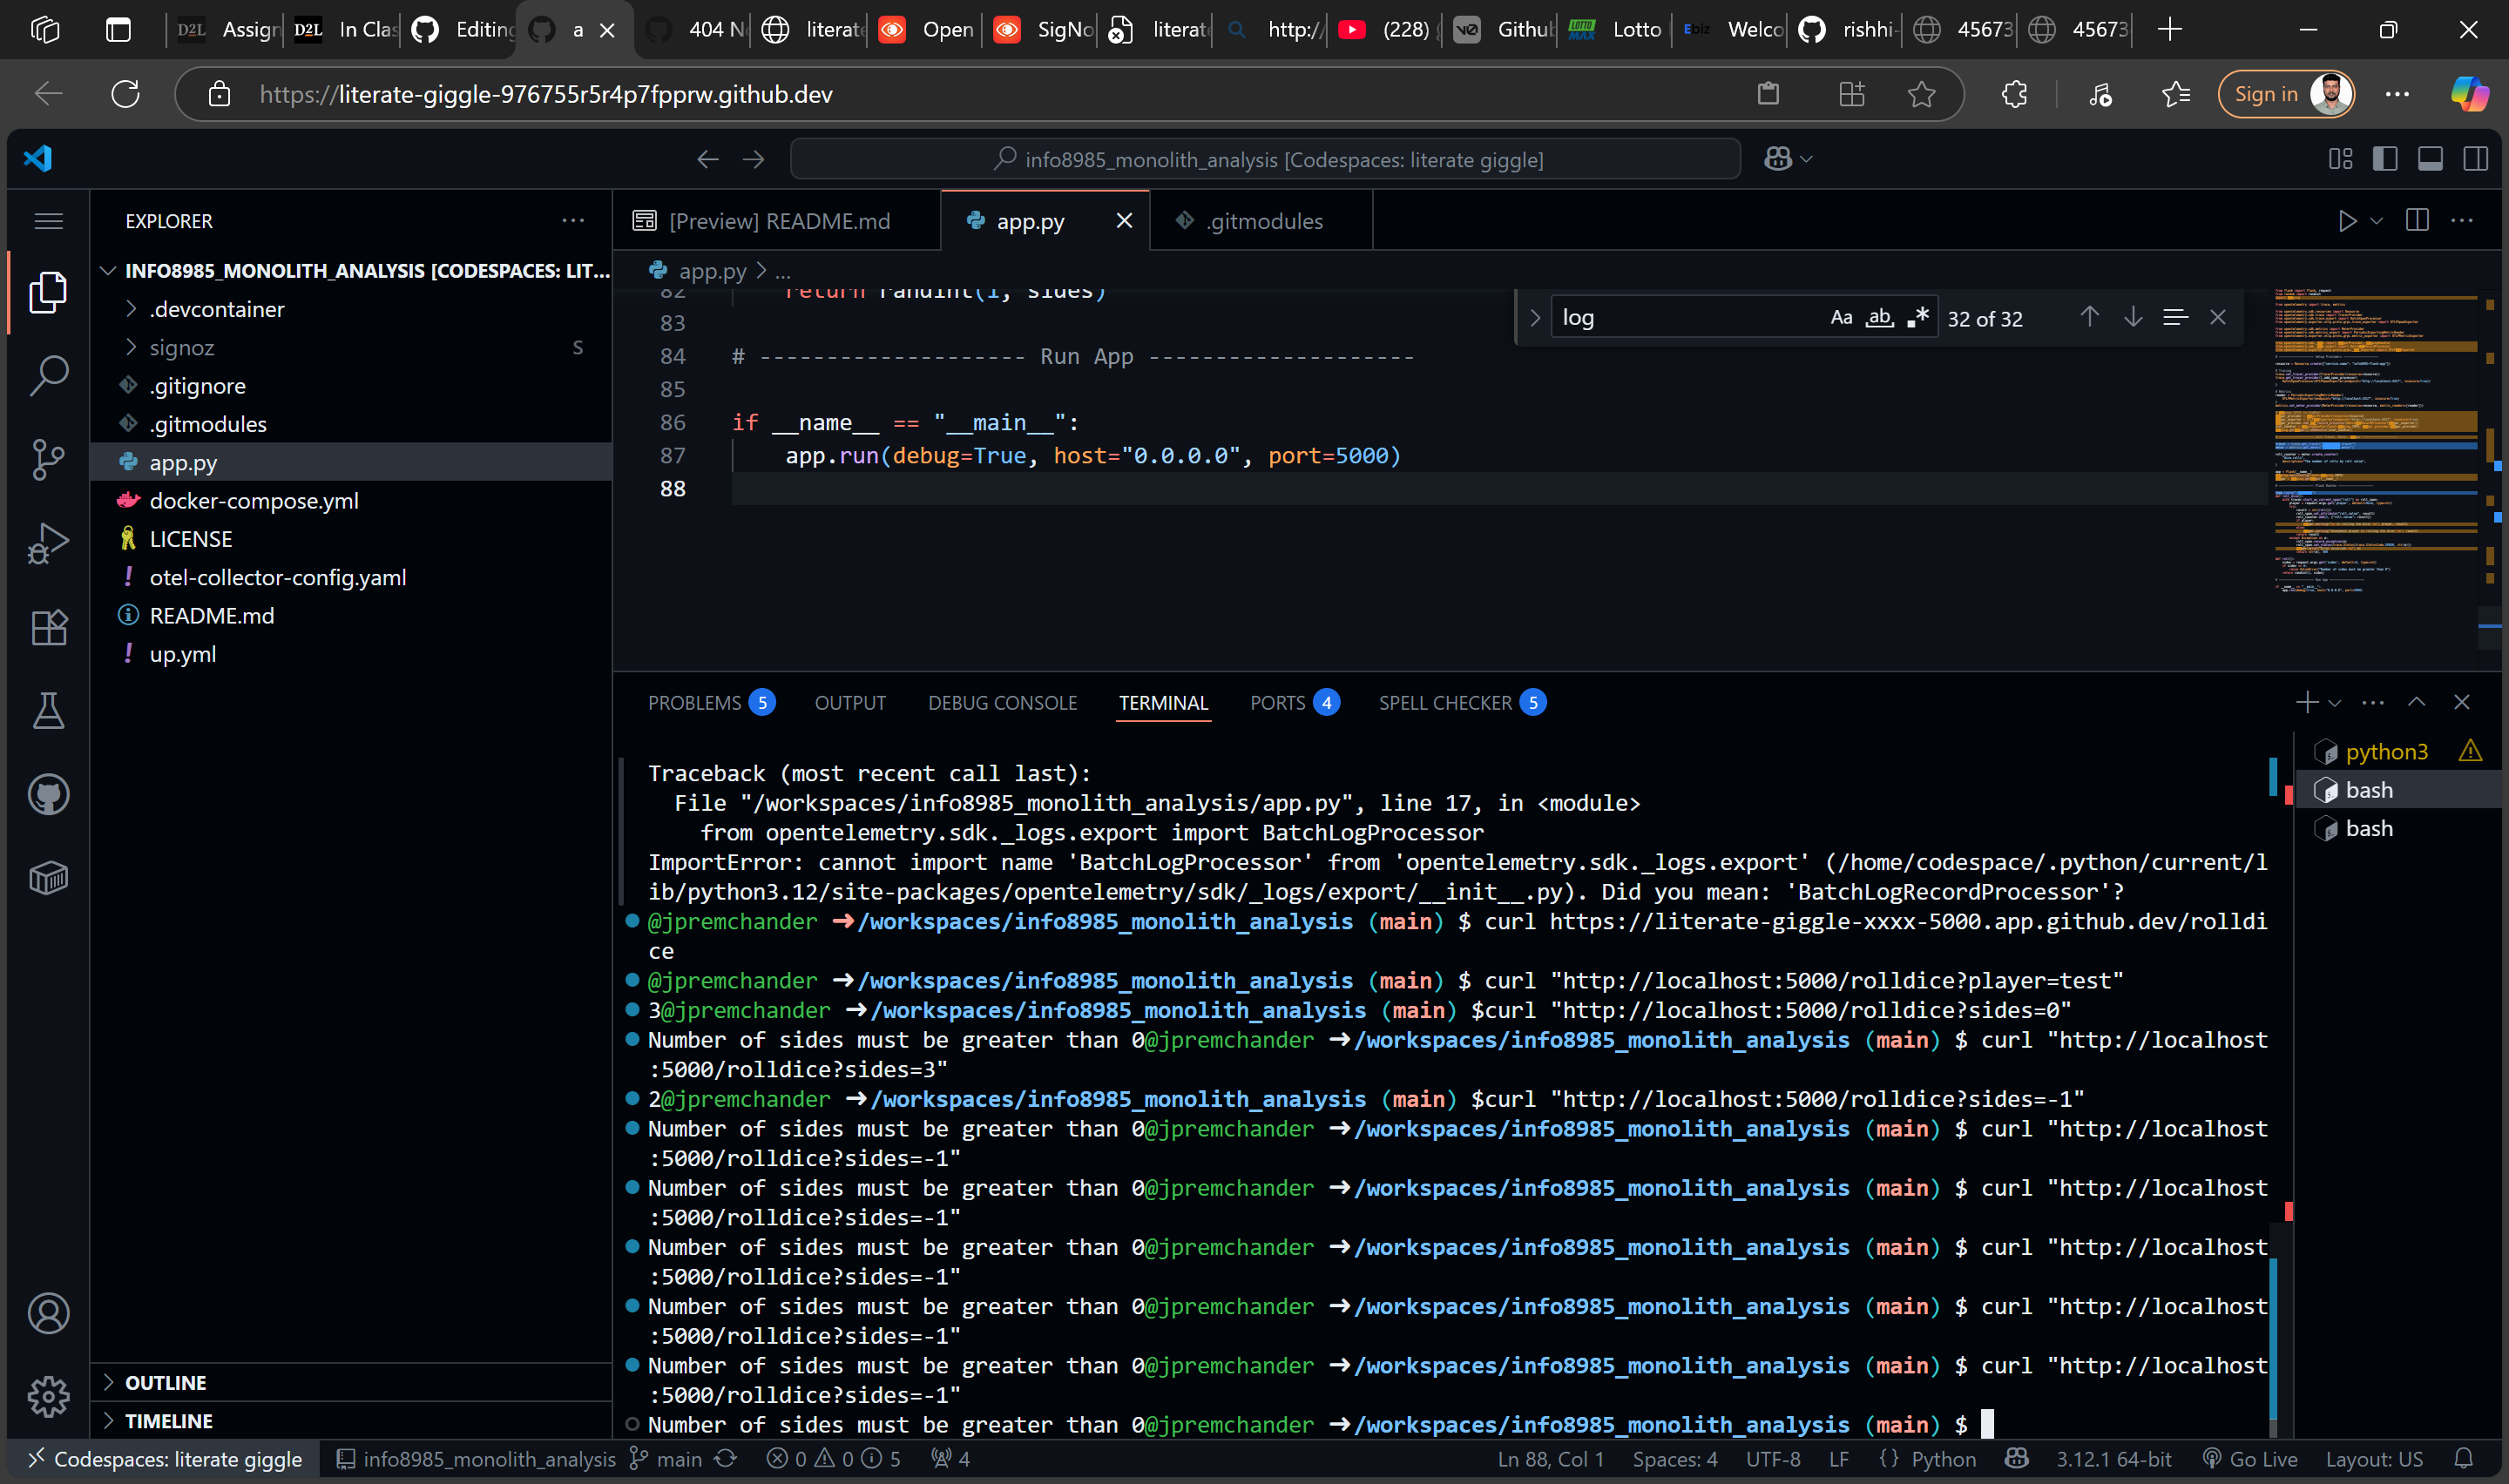 Assign
In Clas
Editing
a
404 N
literate
Open
SigNo
literat
http:/
(228)
Github
Lotto
Welco
rishhi-
45673
45673
https://literate-giggle-976755r5r4p7fpprw.github.dev
Sign in
info8985_monolith_analysis [Codespaces: literate giggle]
EXPLORER
INFO8985_MONOLITH_ANALYSIS [CODESPACES: LIT...
.devcontainer
signoz S
.gitignore
.gitmodules
app.py
docker-compose.yml
LICENSE
otel-collector-config.yaml
README.md
up.yml
OUTLINE
TIMELINE
[Preview] README.md
app.py
.gitmodules
app.py > ...
log
Aa ab .*
32 of 32
82 return randint(1, sides)
83
84 # -------------------- Run App --------------------
85
86 if __name__ == "__main__":
87 app.run(debug=True, host="0.0.0.0", port=5000)
88
PROBLEMS 5 OUTPUT DEBUG CONSOLE TERMINAL PORTS 4 SPELL CHECKER 5
python3
bash
bash
Traceback (most recent call last):
File "/workspaces/info8985_monolith_analysis/app.py", line 17, in <module>
from opentelemetry.sdk._logs.export import BatchLogProcessor
ImportError: cannot import name 'BatchLogProcessor' from 'opentelemetry.sdk._logs.export' (/home/codespace/.python/current/l
ib/python3.12/site-packages/opentelemetry/sdk/_logs/export/__init__.py). Did you mean: 'BatchLogRecordProcessor'?
@jpremchander ➜/workspaces/info8985_monolith_analysis (main) $ curl https://literate-giggle-xxxx-5000.app.github.dev/rolldi
ce
@jpremchander ➜/workspaces/info8985_monolith_analysis (main) $ curl "http://localhost:5000/rolldice?player=test"
3@jpremchander ➜/workspaces/info8985_monolith_analysis (main) $curl "http://localhost:5000/rolldice?sides=0"
Number of sides must be greater than 0@jpremchander ➜/workspaces/info8985_monolith_analysis (main) $ curl "http://localhost
:5000/rolldice?sides=3"
2@jpremchander ➜/workspaces/info8985_monolith_analysis (main) $curl "http://localhost:5000/rolldice?sides=-1"
Number of sides must be greater than 0@jpremchander ➜/workspaces/info8985_monolith_analysis (main) $ curl "http://localhost
:5000/rolldice?sides=-1"
Number of sides must be greater than 0@jpremchander ➜/workspaces/info8985_monolith_analysis (main) $ curl "http://localhost
:5000/rolldice?sides=-1"
Number of sides must be greater than 0@jpremchander ➜/workspaces/info8985_monolith_analysis (main) $ curl "http://localhost
:5000/rolldice?sides=-1"
Number of sides must be greater than 0@jpremchander ➜/workspaces/info8985_monolith_analysis (main) $ curl "http://localhost
:5000/rolldice?sides=-1"
Number of sides must be greater than 0@jpremchander ➜/workspaces/info8985_monolith_analysis (main) $ curl "http://localhost
:5000/rolldice?sides=-1"
Number of sides must be greater than 0@jpremchander ➜/workspaces/info8985_monolith_analysis (main) $
Codespaces: literate giggle info8985_monolith_analysis main 0 0 5 4
Ln 88, Col 1 Spaces: 4 UTF-8 LF {} Python 3.12.1 64-bit Go Live Layout: US